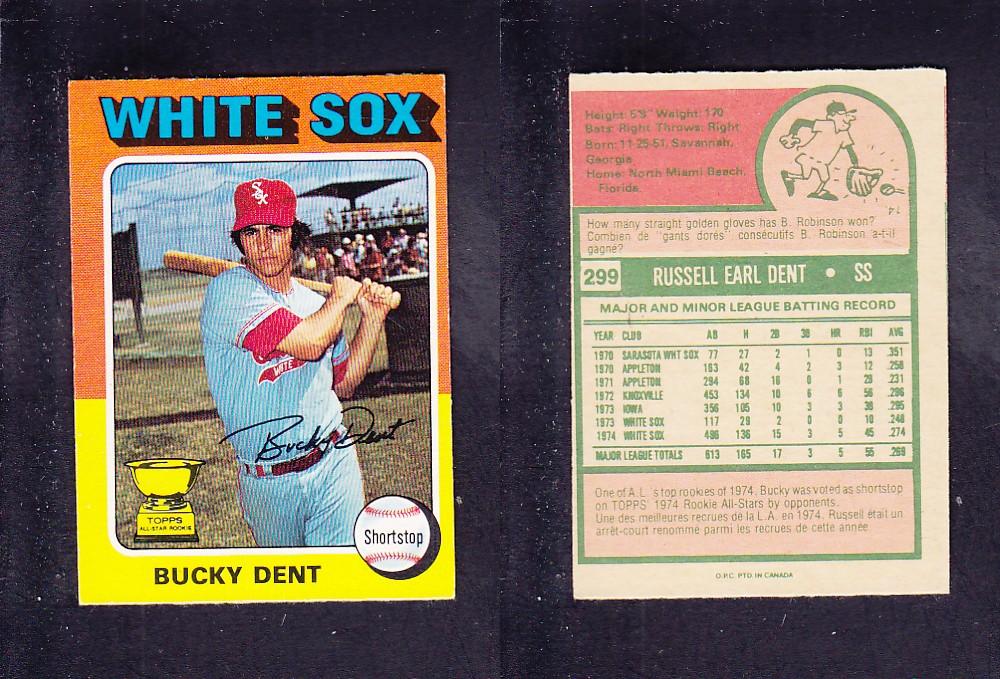 WHITE SOX
Sox
WHITE
Bucky Dent
TOPPS
ALL-STAR ROOKIE
Shortstop
BUCKY DENT
Height: 5'9" Weight: 170
Bats: Right Throws: Right
Born: 11-25-51, Savannah,
Georgia
Home: North Miami Beach,
Florida.
14
How many straight golden gloves has B. Robinson won?
Combien de "gants dorés" consécutifs B. Robinson a-t-il
gagné?
299 RUSSELL EARL DENT • SS
MAJOR AND MINOR LEAGUE BATTING RECORD
YEAR CLUB AB H 2B 3B HR RBI AVG
1970 SARASOTA WHT SOX 77 27 2 1 0 13 .351
1970 APPLETON 163 42 4 2 3 12 .258
1971 APPLETON 294 68 16 0 1 28 .231
1972 KNOXVILLE 453 134 10 6 6 56 .296
1973 IOWA 356 105 10 3 3 38 .295
1973 WHITE SOX 117 29 2 0 0 10 .248
1974 WHITE SOX 496 136 15 3 5 45 .274
MAJOR LEAGUE TOTALS 613 165 17 3 5 55 .269
One of A.L.'s top rookies of 1974, Bucky was voted as shortstop
on TOPPS' 1974 Rookie All-Stars by opponents.
Une des meilleures recrues de la L.A. en 1974. Russell était un
arrêt-court renommé parmi les recrues de cette année.
O.P.C. PTD. IN CANADA